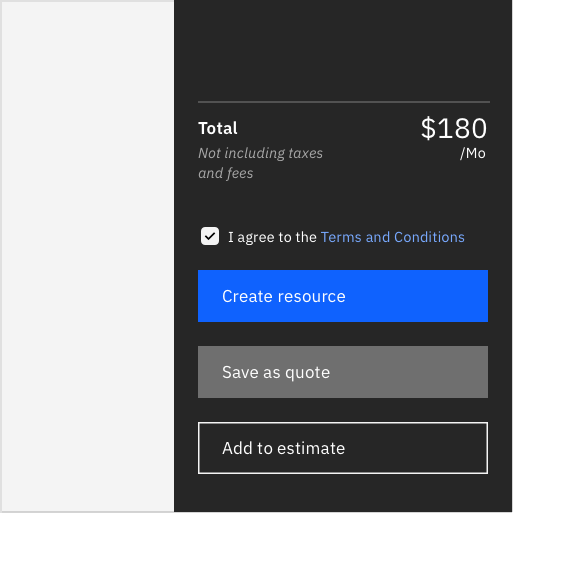 Total
$180
Not including taxes
/Mo
and fees
I agree to the Terms and Conditions
Create resource
Save as quote
Add to estimate